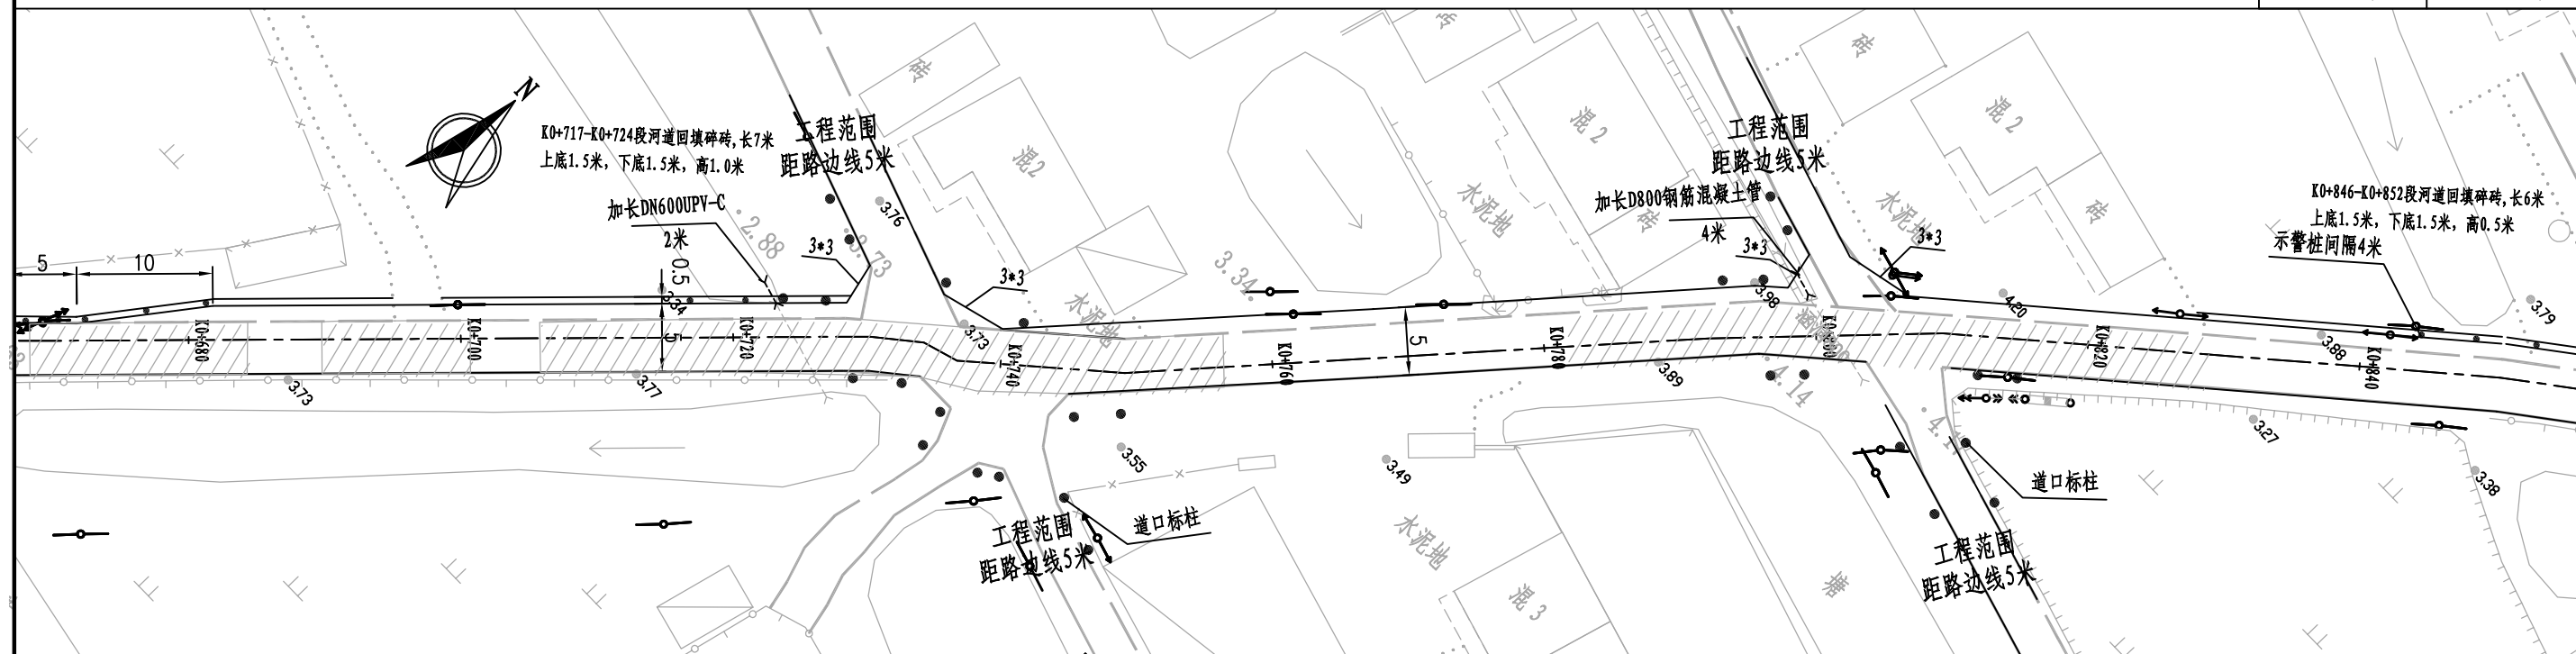 砖
砖
N
砖
混2
混2
混2
K0+717-K0+724段河道回填碎砖，长7米
上底1.5米，下底1.5米，高1.0米
工程范围
距路边线5米
工程范围
距路边线5米
加长DN600UPV-C
2米
加长D800钢筋混凝土管
4米
砖
水泥地
水泥地
砖
K0+846-K0+852段河道回填碎砖，长6米
上底1.5米，下底1.5米，高0.5米
示警桩间隔4米
3.76
2.88
3.73
3*3
3*3
3*3
3*3
5
10
0.5
3.34
3.34
3.98
4.20
3.79
水泥地
3.73
K0+680
K0+700
K0+720
K0+740
K0+760
K0+780
K0+800
K0+820
K0+840
5
5
3.73
3.77
3.89
4.14
3.88
3.55
3.49
3.27
3.38
道口标柱
道口标柱
工程范围
距路边线5米
水泥地
工程范围
距路边线5米
混3
塘